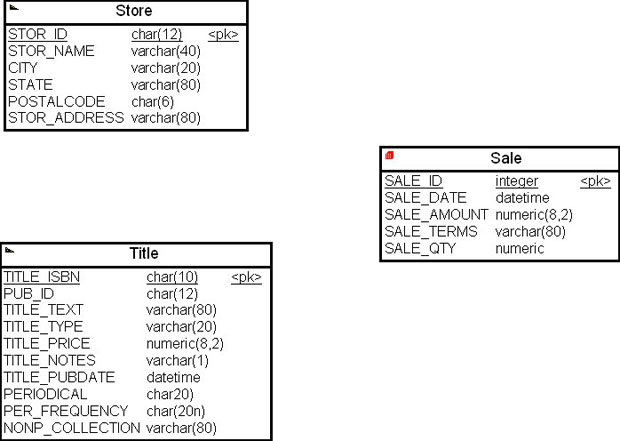 Store
STOR_ID char(12) <pk>
STOR_NAME varchar(40)
CITY varchar(20)
STATE varchar(80)
POSTALCODE char(6)
STOR_ADDRESS varchar(80)
Sale
SALE_ID integer <pk>
SALE_DATE datetime
SALE_AMOUNT numeric(8,2)
SALE_TERMS varchar(80)
SALE_QTY numeric
Title
TITLE_ISBN char(10) <pk>
PUB_ID char(12)
TITLE_TEXT varchar(80)
TITLE_TYPE varchar(20)
TITLE_PRICE numeric(8,2)
TITLE_NOTES varchar(1)
TITLE_PUBDATE datetime
PERIODICAL char20)
PER_FREQUENCY char(20n)
NONP_COLLECTION varchar(80)